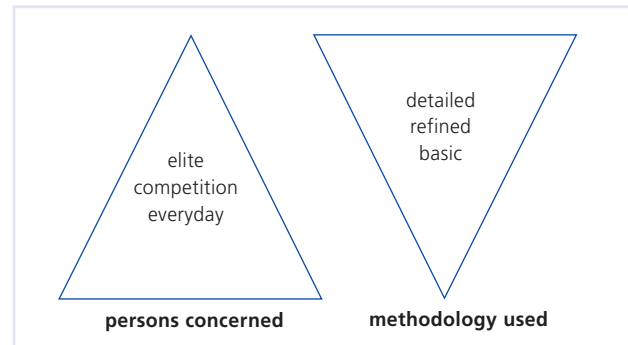 elite
competition
everyday
persons concerned
detailed
refined
basic
methodology used